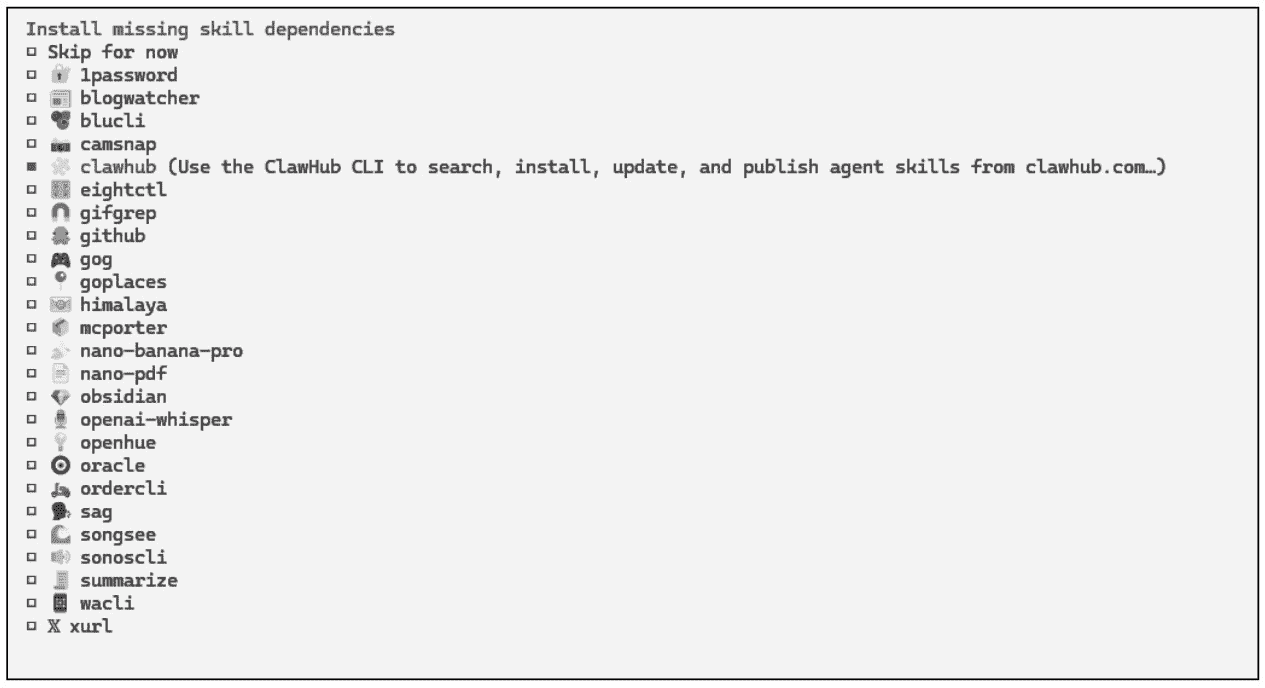 Install missing skill dependencies
Skip for now
1password
blogwatcher
blucli
camsnap
clawhub (Use the ClawHub CLI to search, install, update, and publish agent skills from clawhub.com…)
eightctl
gifgrep
github
gog
goplaces
himalaya
mcporter
nano-banana-pro
nano-pdf
obsidian
openai-whisper
openhue
oracle
ordercli
sag
songsee
sonoscli
summarize
wacli
𝕏 xurl